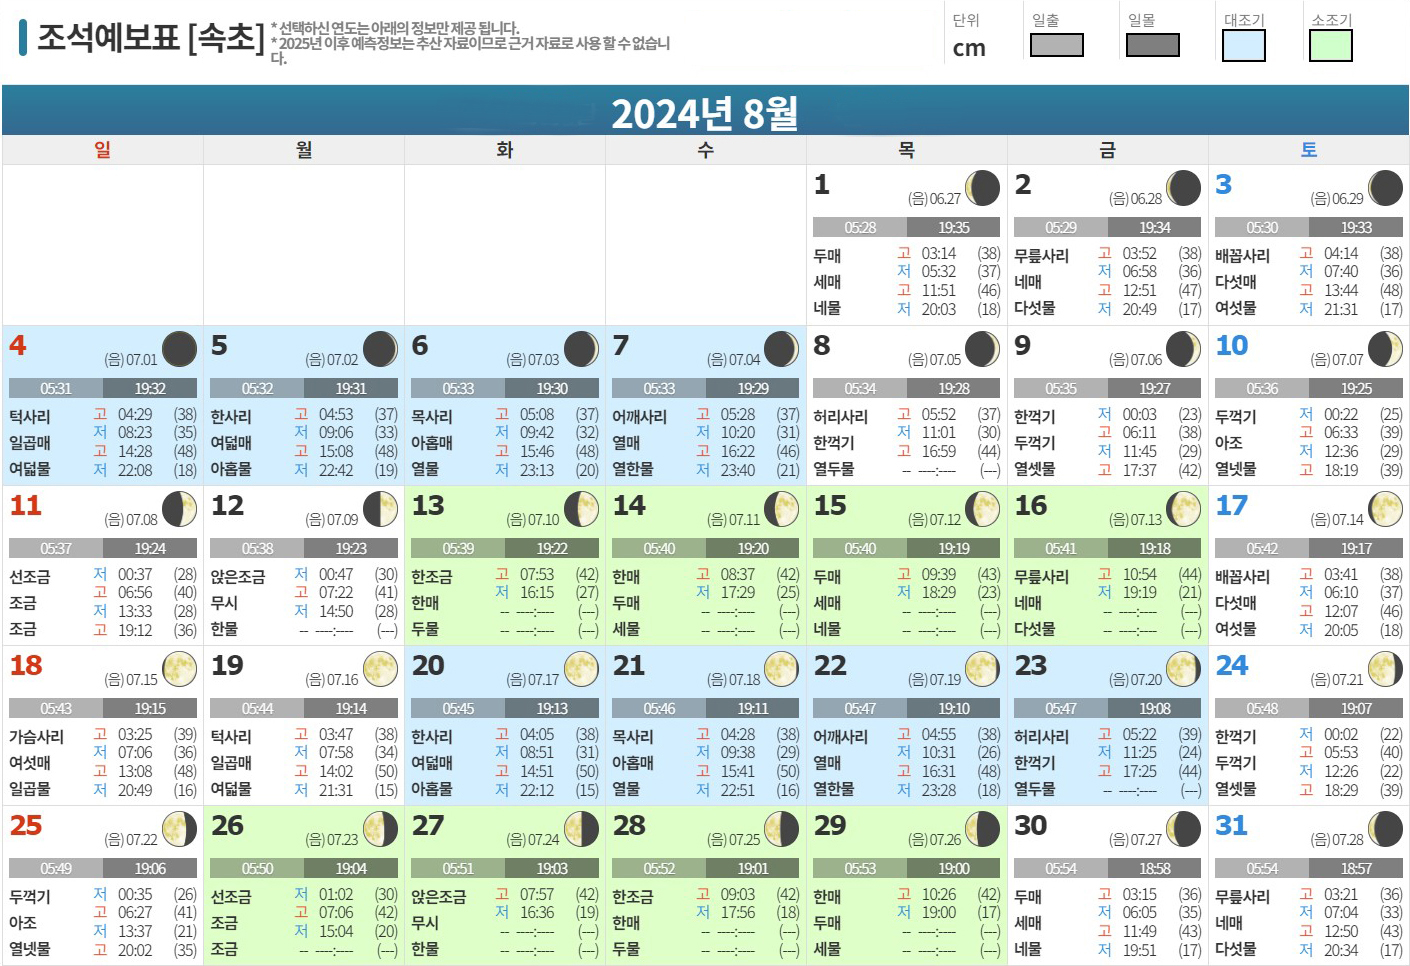 조석예보표 [속초]
* 선택하신 연도는 아래의 정보만 제공 됩니다.
* 2025년 이후 예측정보는 추산 자료이므로 근거 자료로 사용 할 수 없습니
다.
단위 일출 일몰 대조기 소조기
cm
2024년 8월
일 월 화 수 목 금 토
1 (음) 06.27
05:28 19:35
두매 고 03:14 (38)
저 05:32 (37)
세매 고 11:51 (46)
네물 저 20:03 (18)
2 (음) 06.28
05:29 19:34
무릎사리 고 03:52 (38)
저 06:58 (36)
네매 고 12:51 (47)
다섯물 저 20:49 (17)
3 (음) 06.29
05:30 19:33
배꼽사리 고 04:14 (38)
저 07:40 (36)
다섯매 고 13:44 (48)
여섯물 저 21:31 (17)
4 (음) 07.01
05:31 19:32
턱사리 고 04:29 (38)
저 08:23 (35)
일곱매 고 14:28 (48)
여덟물 저 22:08 (18)
5 (음) 07.02
05:32 19:31
한사리 고 04:53 (37)
저 09:06 (33)
여덟매 고 15:08 (48)
아홉물 저 22:42 (19)
6 (음) 07.03
05:33 19:30
목사리 고 05:08 (37)
저 09:42 (32)
아홉매 고 15:46 (48)
열물 저 23:13 (20)
7 (음) 07.04
05:33 19:29
어깨사리 고 05:28 (37)
저 10:20 (31)
열매 고 16:22 (46)
열한물 저 23:40 (21)
8 (음) 07.05
05:34 19:28
허리사리 고 05:52 (37)
저 11:01 (30)
한꺽기 고 16:59 (44)
열두물 -- ----:---- (---)
9 (음) 07.06
05:35 19:27
한꺽기 저 00:03 (23)
고 06:11 (38)
두꺽기 저 11:45 (29)
열셋물 고 17:37 (42)
10 (음) 07.07
05:36 19:25
두꺽기 저 00:22 (25)
고 06:33 (39)
아조 저 12:36 (29)
열넷물 고 18:19 (39)
11 (음) 07.08
05:37 19:24
선조금 저 00:37 (28)
고 06:56 (40)
조금 저 13:33 (28)
조금 고 19:12 (36)
12 (음) 07.09
05:38 19:23
앉은조금 저 00:47 (30)
고 07:22 (41)
무시 저 14:50 (28)
한물 -- ----:---- (---)
13 (음) 07.10
05:39 19:22
한조금 고 07:53 (42)
저 16:15 (27)
한매 -- ----:---- (---)
두물 -- ----:---- (---)
14 (음) 07.11
05:40 19:20
한매 고 08:37 (42)
저 17:29 (25)
두매 -- ----:---- (---)
세물 -- ----:---- (---)
15 (음) 07.12
05:40 19:19
두매 고 09:39 (43)
저 18:29 (23)
세매 -- ----:---- (---)
네물 -- ----:---- (---)
16 (음) 07.13
05:41 19:18
무릎사리 고 10:54 (44)
저 19:19 (21)
네매 -- ----:---- (---)
다섯물 -- ----:---- (---)
17 (음) 07.14
05:42 19:17
배꼽사리 고 03:41 (38)
저 06:10 (37)
다섯매 고 12:07 (46)
여섯물 저 20:05 (18)
18 (음) 07.15
05:43 19:15
가슴사리 고 03:25 (39)
저 07:06 (36)
여섯매 고 13:08 (48)
일곱물 저 20:49 (16)
19 (음) 07.16
05:44 19:14
턱사리 고 03:47 (38)
저 07:58 (34)
일곱매 고 14:02 (50)
여덟물 저 21:31 (15)
20 (음) 07.17
05:45 19:13
한사리 고 04:05 (38)
저 08:51 (31)
여덟매 고 14:51 (50)
아홉물 저 22:12 (15)
21 (음) 07.18
05:46 19:11
목사리 고 04:28 (38)
저 09:38 (29)
아홉매 고 15:41 (50)
열물 저 22:51 (16)
22 (음) 07.19
05:47 19:10
어깨사리 고 04:55 (38)
저 10:31 (26)
열매 고 16:31 (48)
열한물 저 23:28 (18)
23 (음) 07.20
05:47 19:08
허리사리 고 05:22 (39)
저 11:25 (24)
한꺽기 고 17:25 (44)
열두물 -- ----:---- (---)
24 (음) 07.21
05:48 19:07
한꺽기 저 00:02 (22)
고 05:53 (40)
두꺽기 저 12:26 (22)
열셋물 고 18:29 (39)
25 (음) 07.22
05:49 19:06
두꺽기 저 00:35 (26)
고 06:27 (41)
아조 저 13:37 (21)
열넷물 고 20:02 (35)
26 (음) 07.23
05:50 19:04
선조금 저 01:02 (30)
고 07:06 (42)
조금 저 15:04 (20)
조금 -- ----:---- (---)
27 (음) 07.24
05:51 19:03
앉은조금 고 07:57 (42)
저 16:36 (19)
무시 -- ----:---- (---)
한물 -- ----:---- (---)
28 (음) 07.25
05:52 19:01
한조금 고 09:03 (42)
저 17:56 (18)
한매 -- ----:---- (---)
두물 -- ----:---- (---)
29 (음) 07.26
05:53 19:00
한매 고 10:26 (42)
저 19:00 (17)
두매 -- ----:---- (---)
세물 -- ----:---- (---)
30 (음) 07.27
05:54 18:58
두매 고 03:15 (36)
저 06:05 (35)
세매 고 11:49 (43)
네물 저 19:51 (17)
31 (음) 07.28
05:54 18:57
무릎사리 고 03:21 (36)
저 07:04 (33)
네매 고 12:50 (43)
다섯물 저 20:34 (17)